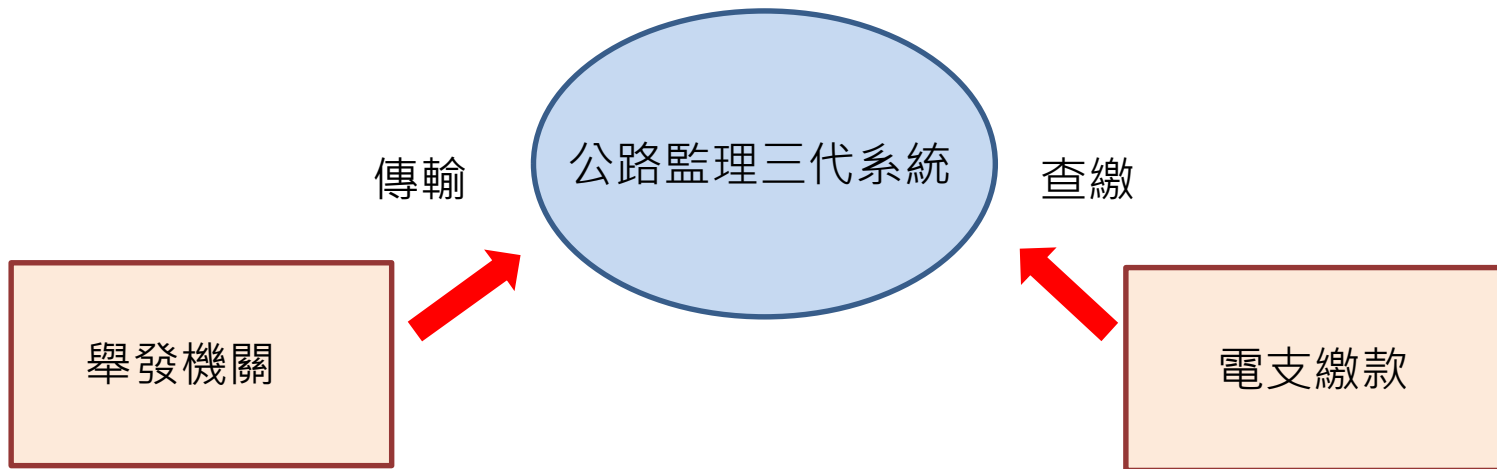 公路監理三代系統
傳輸
查繳
舉發機關
電支繳款